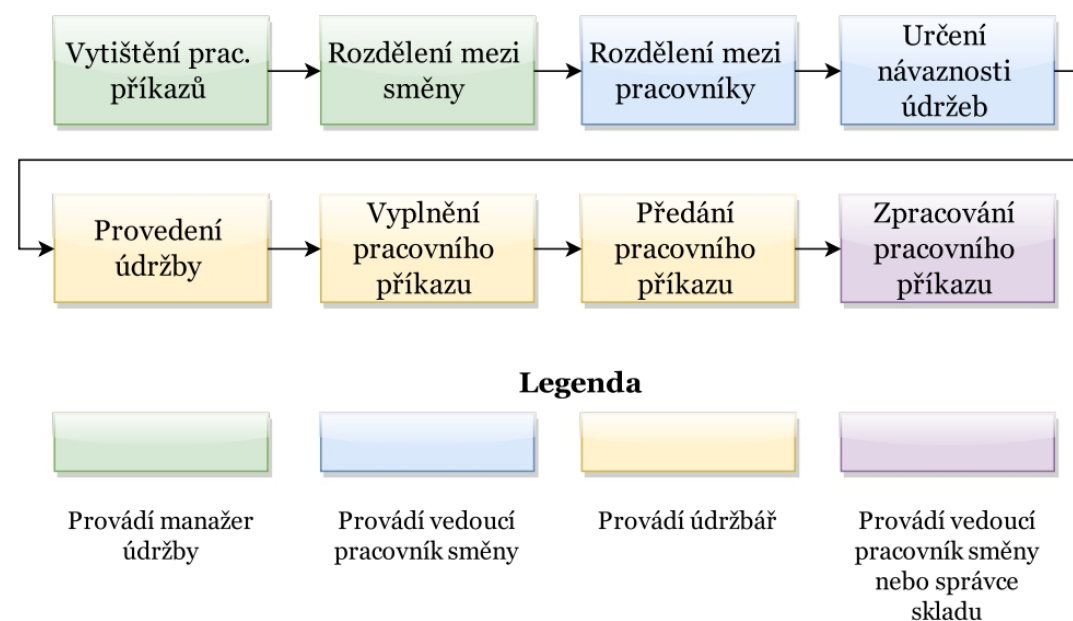 Vytištění prac.
příkazů
Rozdělení mezi
směny
Rozdělení mezi
pracovníky
Určení
návaznosti
údržeb
Provedení
údržby
Vyplnění
pracovního
příkazu
Předání
pracovního
příkazu
Zpracování
pracovního
příkazu
Legenda
Provádí manažer
údržby
Provádí vedoucí
pracovník směny
Provádí údržbář
Provádí vedoucí
pracovník směny
nebo správce
skladu